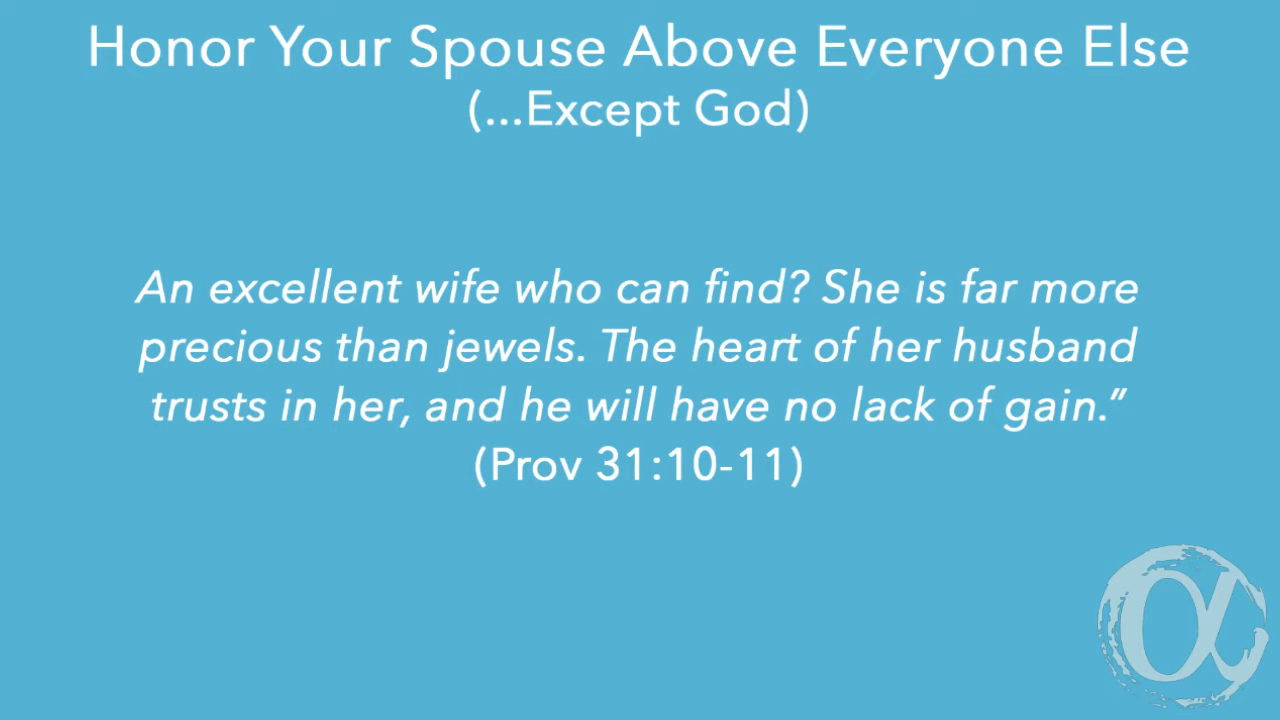 Honor Your Spouse Above Everyone Else
(...Except God)
An excellent wife who can find? She is far more
precious than jewels. The heart of her husband
trusts in her, and he will have no lack of gain.”
(Prov 31:10-11)
α